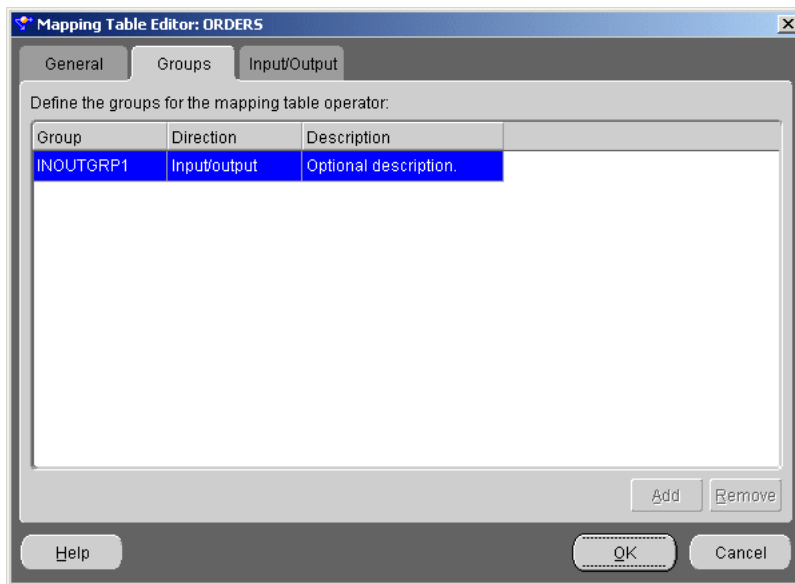 Mapping Table Editor: ORDERS
General Groups Input/Output
Define the groups for the mapping table operator:
Group Direction Description
INOUTGRP1 Input/output Optional description.
Add Remove
Help OK Cancel